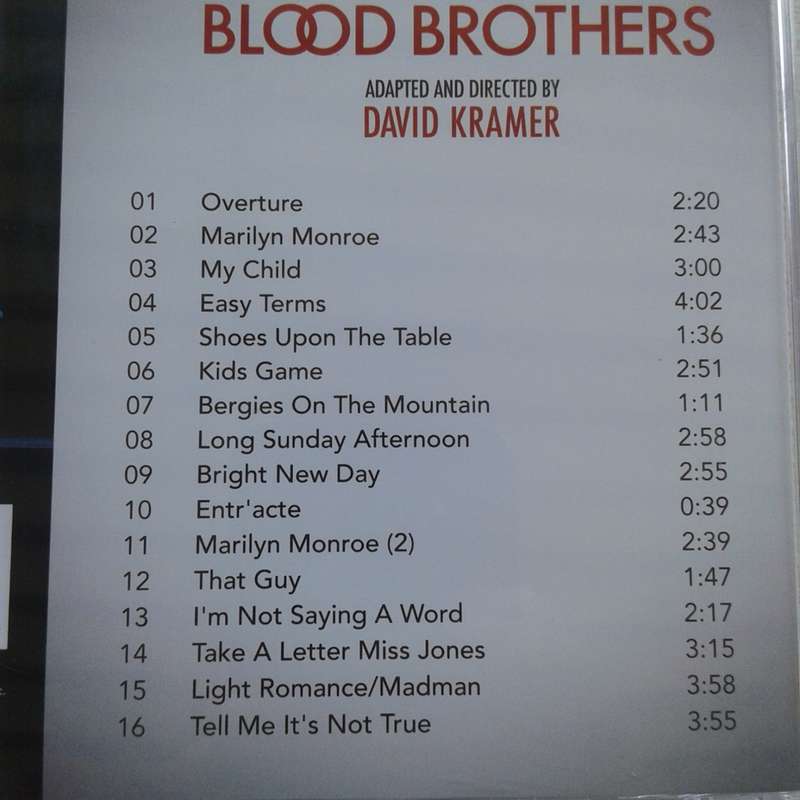 BLOOD BROTHERS
ADAPTED AND DIRECTED BY
DAVID KRAMER
01 Overture 2:20
02 Marilyn Monroe 2:43
03 My Child 3:00
04 Easy Terms 4:02
05 Shoes Upon The Table 1:36
06 Kids Game 2:51
07 Bergies On The Mountain 1:11
08 Long Sunday Afternoon 2:58
09 Bright New Day 2:55
10 Entr'acte 0:39
11 Marilyn Monroe (2) 2:39
12 That Guy 1:47
13 I'm Not Saying A Word 2:17
14 Take A Letter Miss Jones 3:15
15 Light Romance/Madman 3:58
16 Tell Me It's Not True 3:55